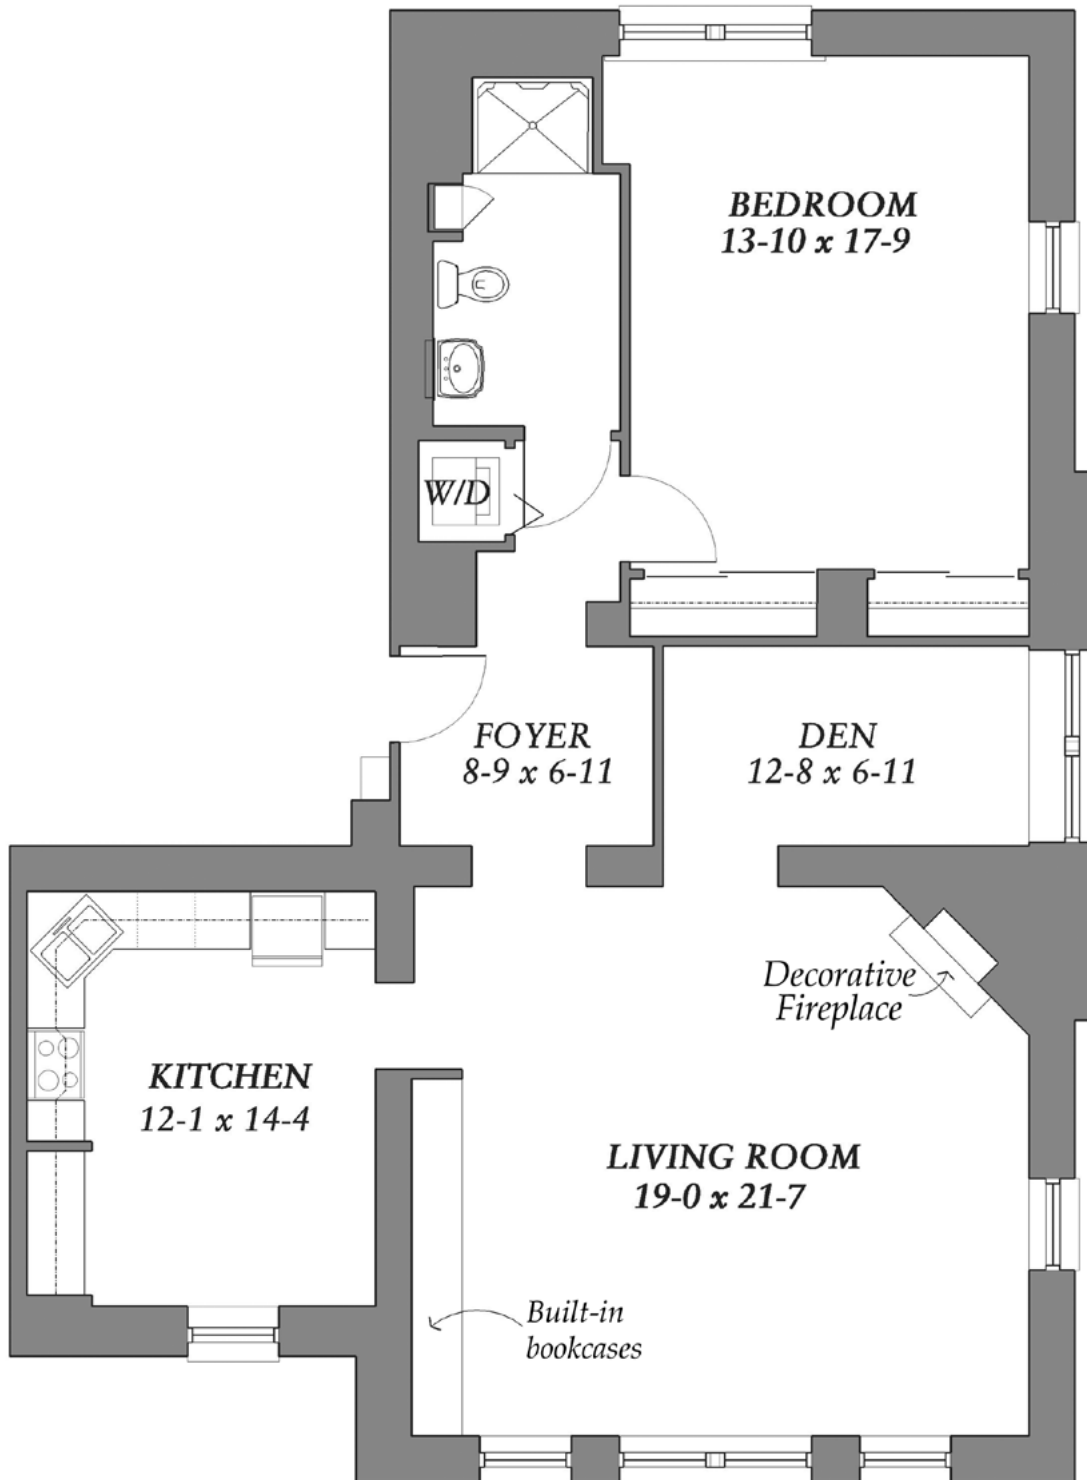 BEDROOM
13-10 x 17-9
W/D
FOYER
8-9 x 6-11
DEN
12-8 x 6-11
Decorative
Fireplace
KITCHEN
12-1 x 14-4
LIVING ROOM
19-0 x 21-7
Built-in
bookcases